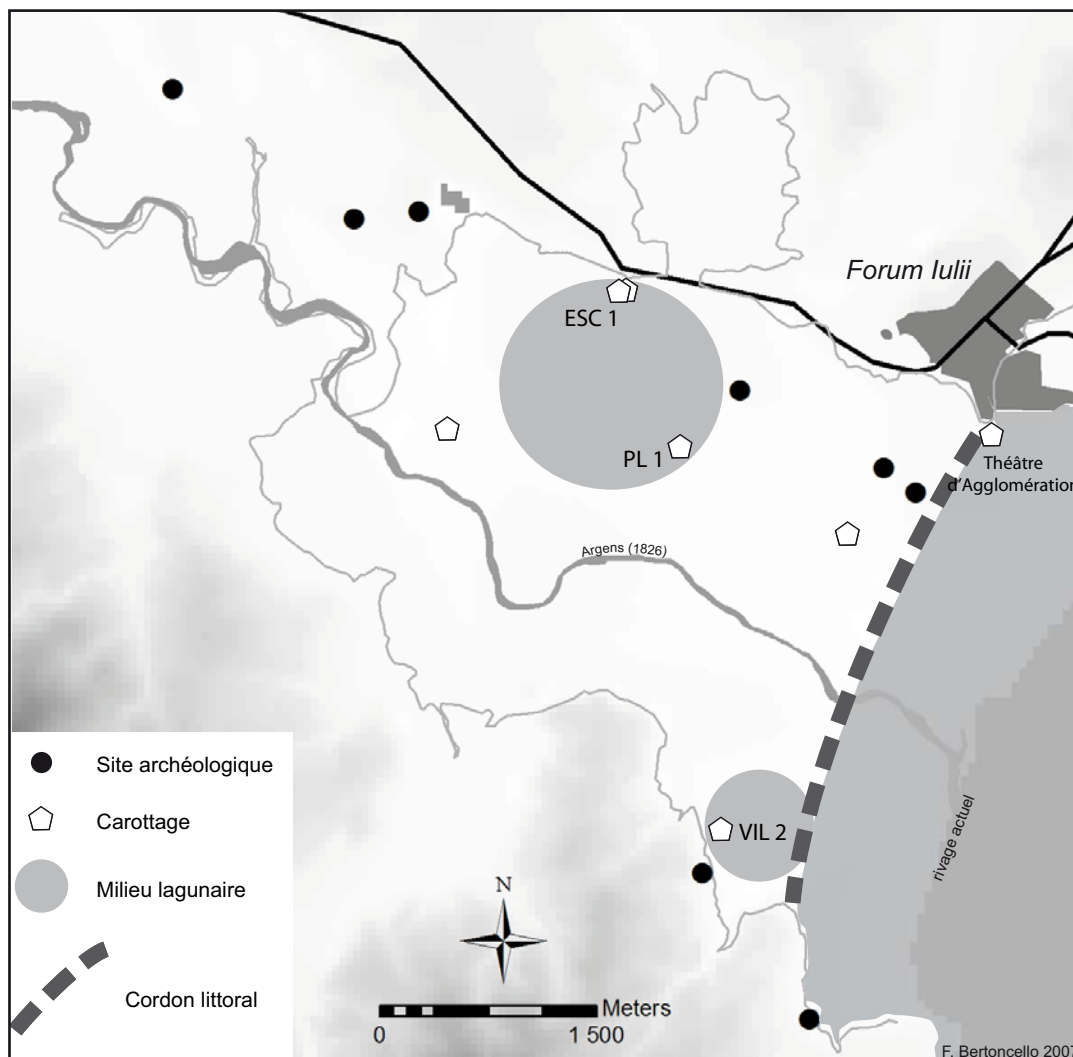 Forum Iulii
ESC 1
PL 1
Théâtre
d'Agglomération
Argens (1826)
VIL 2
rivage actuel
Site archéologique
Carottage
Milieu lagunaire
Cordon littoral
N
Meters
0 1 500
F. Bertoncello 2007